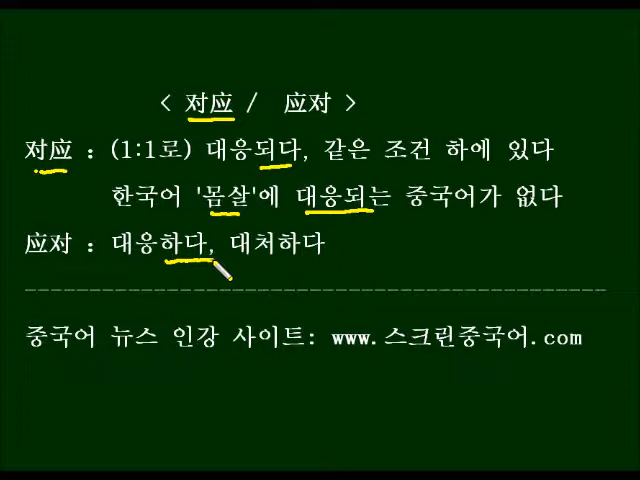 < 对应 / 应对 >
对应 : (1:1로) 대응되다, 같은 조건 하에 있다
한국어 '몸살'에 대응되는 중국어가 없다
应对 : 대응하다, 대처하다
중국어 뉴스 인강 사이트: www.스크린중국어.com